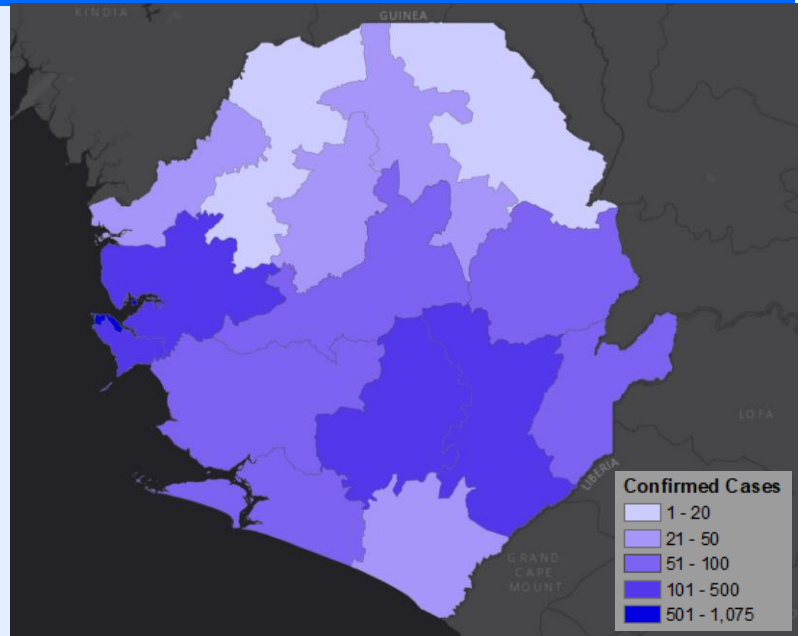 KINDIA
GUINEA
LOFA
LIBERIA
GRAND
CAPE
MOUNT
Confirmed Cases
1 - 20
21 - 50
51 - 100
101 - 500
501 - 1,075